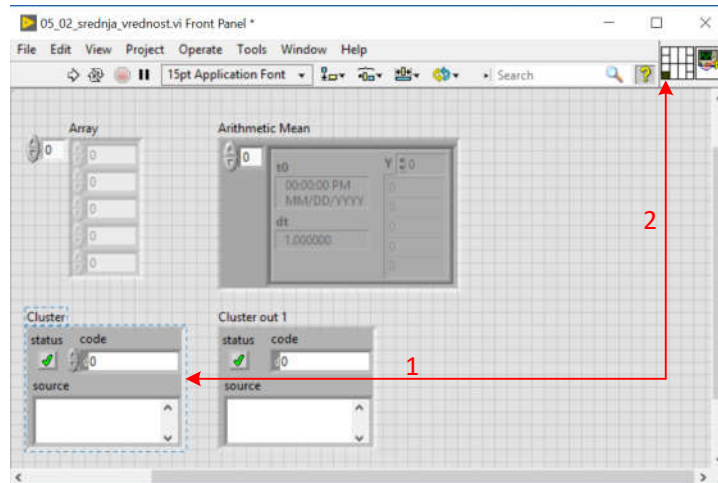 05_02_srednja_vrednost.vi Front Panel *
File Edit View Project Operate Tools Window Help
15pt Application Font Search
Array
0
0
0
0
0
0
Arithmetic Mean
0
t0
00:00:00 PM
MM/DD/YYYY
dt
1.000000
Y 0
0
0
0
0
0
2
Cluster
status code
0
source
Cluster out 1
status code
d0
source
1